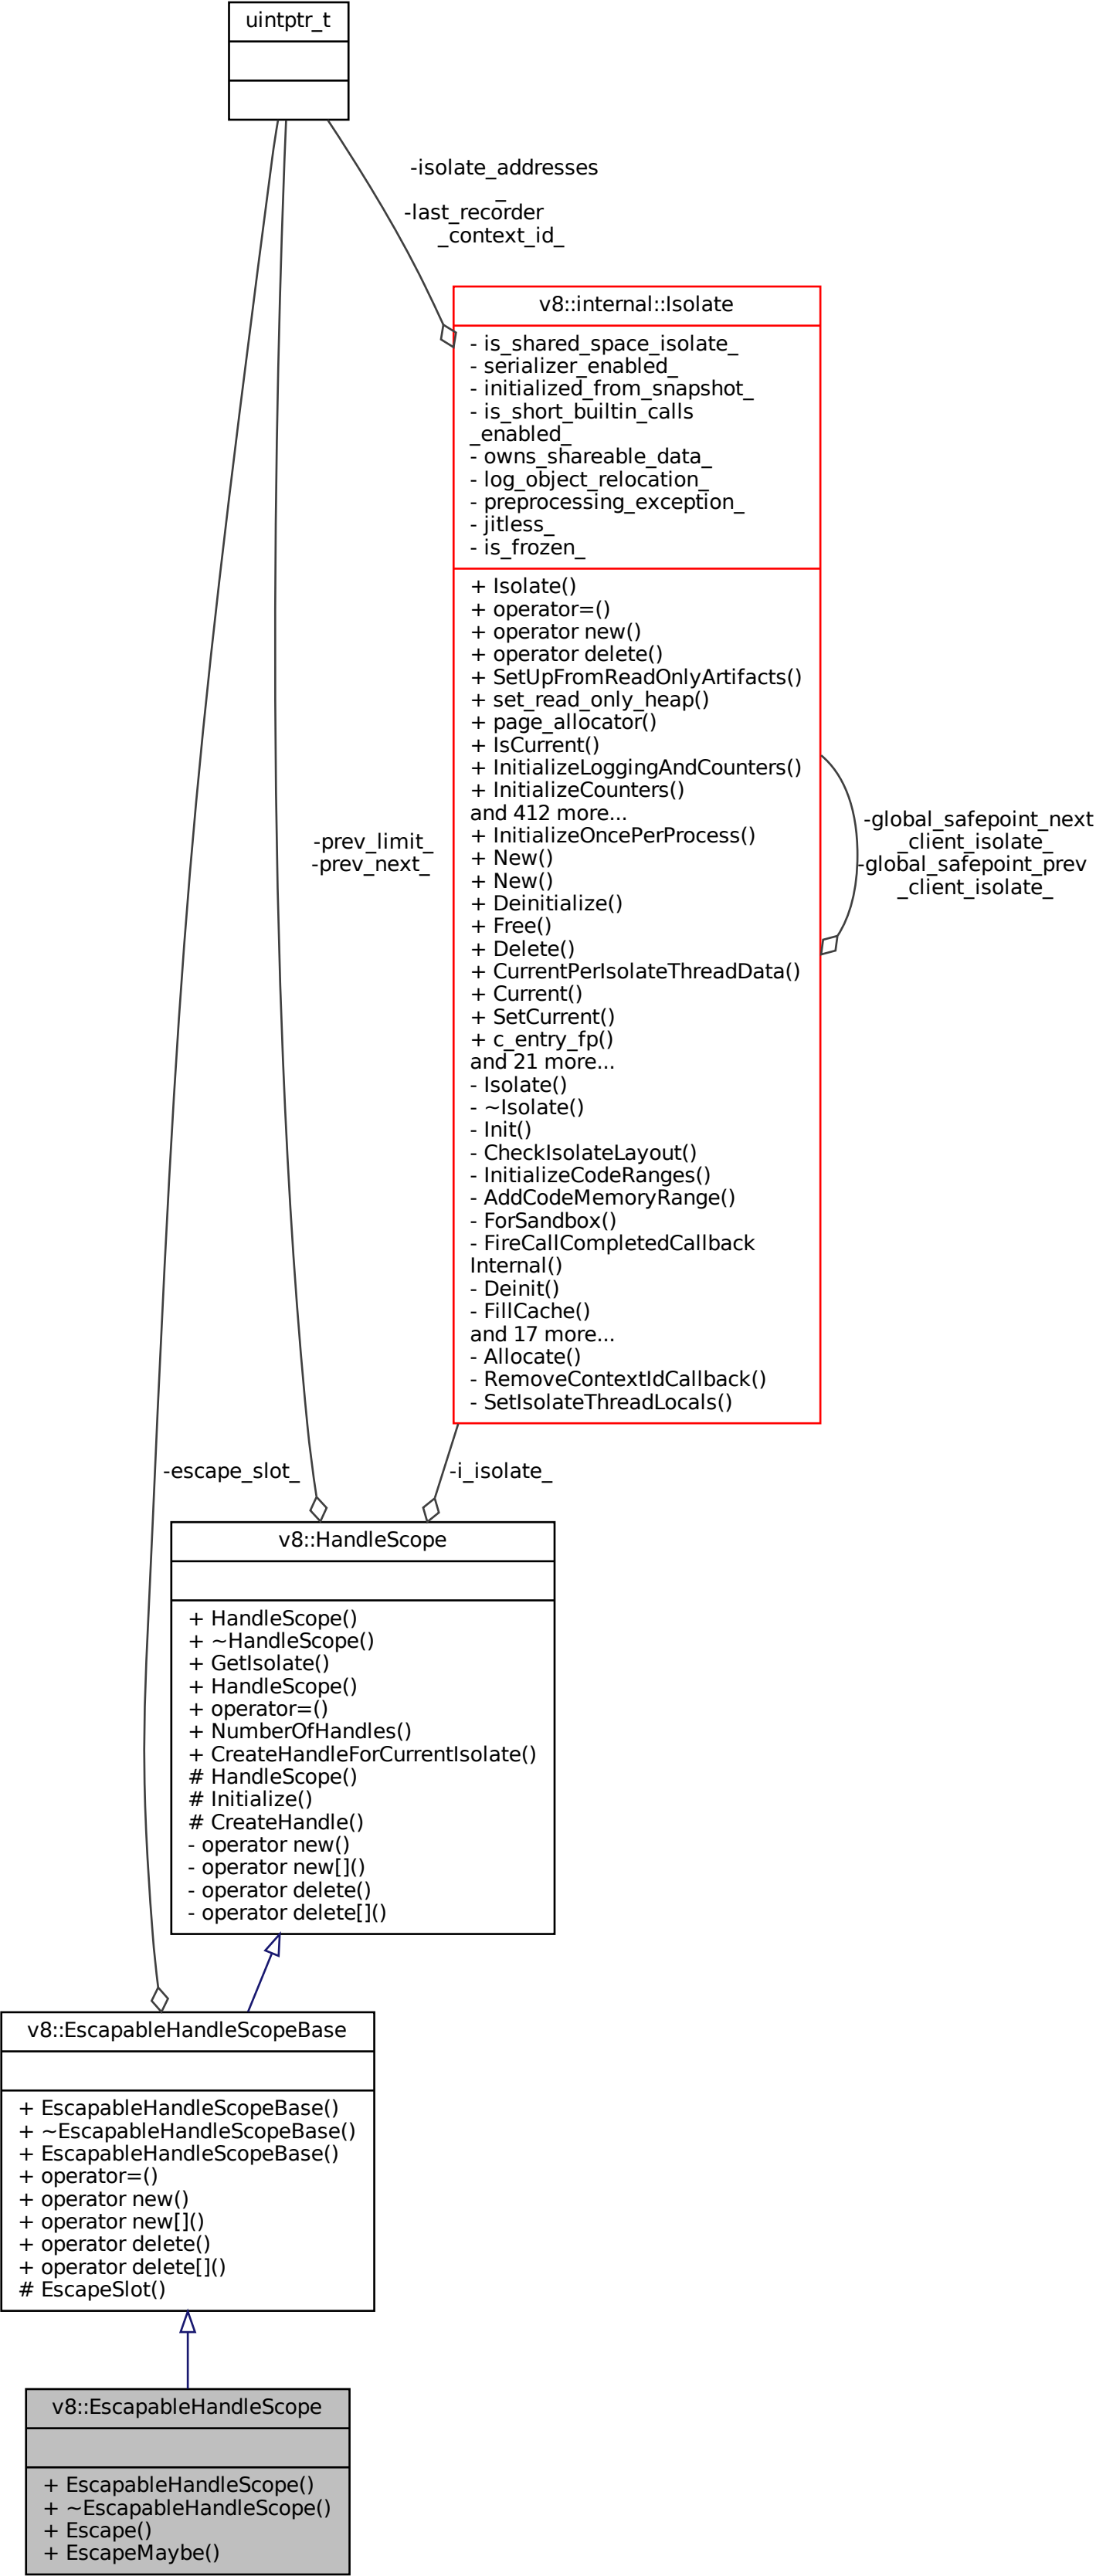 uintptr_t
-isolate_addresses
_
-last_recorder
_context_id_
v8::internal::Isolate
- is_shared_space_isolate_
- serializer_enabled_
- initialized_from_snapshot_
- is_short_builtin_calls
_enabled_
- owns_shareable_data_
- log_object_relocation_
- preprocessing_exception_
- jitless_
- is_frozen_
+ Isolate()
+ operator=()
+ operator new()
+ operator delete()
+ SetUpFromReadOnlyArtifacts()
+ set_read_only_heap()
+ page_allocator()
+ IsCurrent()
+ InitializeLoggingAndCounters()
+ InitializeCounters()
and 412 more...
+ InitializeOncePerProcess()
+ New()
+ New()
+ Deinitialize()
+ Free()
+ Delete()
+ CurrentPerIsolateThreadData()
+ Current()
+ SetCurrent()
+ c_entry_fp()
and 21 more...
- Isolate()
- ~Isolate()
- Init()
- CheckIsolateLayout()
- InitializeCodeRanges()
- AddCodeMemoryRange()
- ForSandbox()
- FireCallCompletedCallback
Internal()
- Deinit()
- FillCache()
and 17 more...
- Allocate()
- RemoveContextIdCallback()
- SetIsolateThreadLocals()
-global_safepoint_next
_client_isolate_
-global_safepoint_prev
_client_isolate_
-prev_limit_
-prev_next_
-escape_slot_
-i_isolate_
v8::HandleScope
+ HandleScope()
+ ~HandleScope()
+ GetIsolate()
+ HandleScope()
+ operator=()
+ NumberOfHandles()
+ CreateHandleForCurrentIsolate()
# HandleScope()
# Initialize()
# CreateHandle()
- operator new()
- operator new[]()
- operator delete()
- operator delete[]()
v8::EscapableHandleScopeBase
+ EscapableHandleScopeBase()
+ ~EscapableHandleScopeBase()
+ EscapableHandleScopeBase()
+ operator=()
+ operator new()
+ operator new[]()
+ operator delete()
+ operator delete[]()
# EscapeSlot()
v8::EscapableHandleScope
+ EscapableHandleScope()
+ ~EscapableHandleScope()
+ Escape()
+ EscapeMaybe()